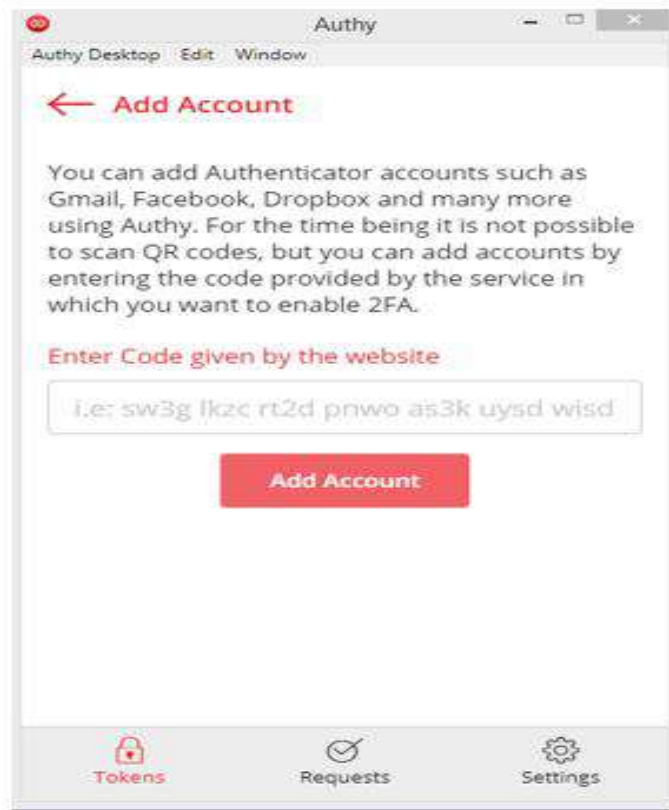 Authy
Authy Desktop Edit Window
Add Account
You can add Authenticator accounts such as
Gmail, Facebook, Dropbox and many more
using Authy. For the time being it is not possible
to scan QR codes, but you can add accounts by
entering the code provided by the service in
which you want to enable 2FA.
Enter Code given by the website
i.e: sw3g lkzc rt2d pnwo as3k uysd wisd
Add Account
Tokens Requests Settings